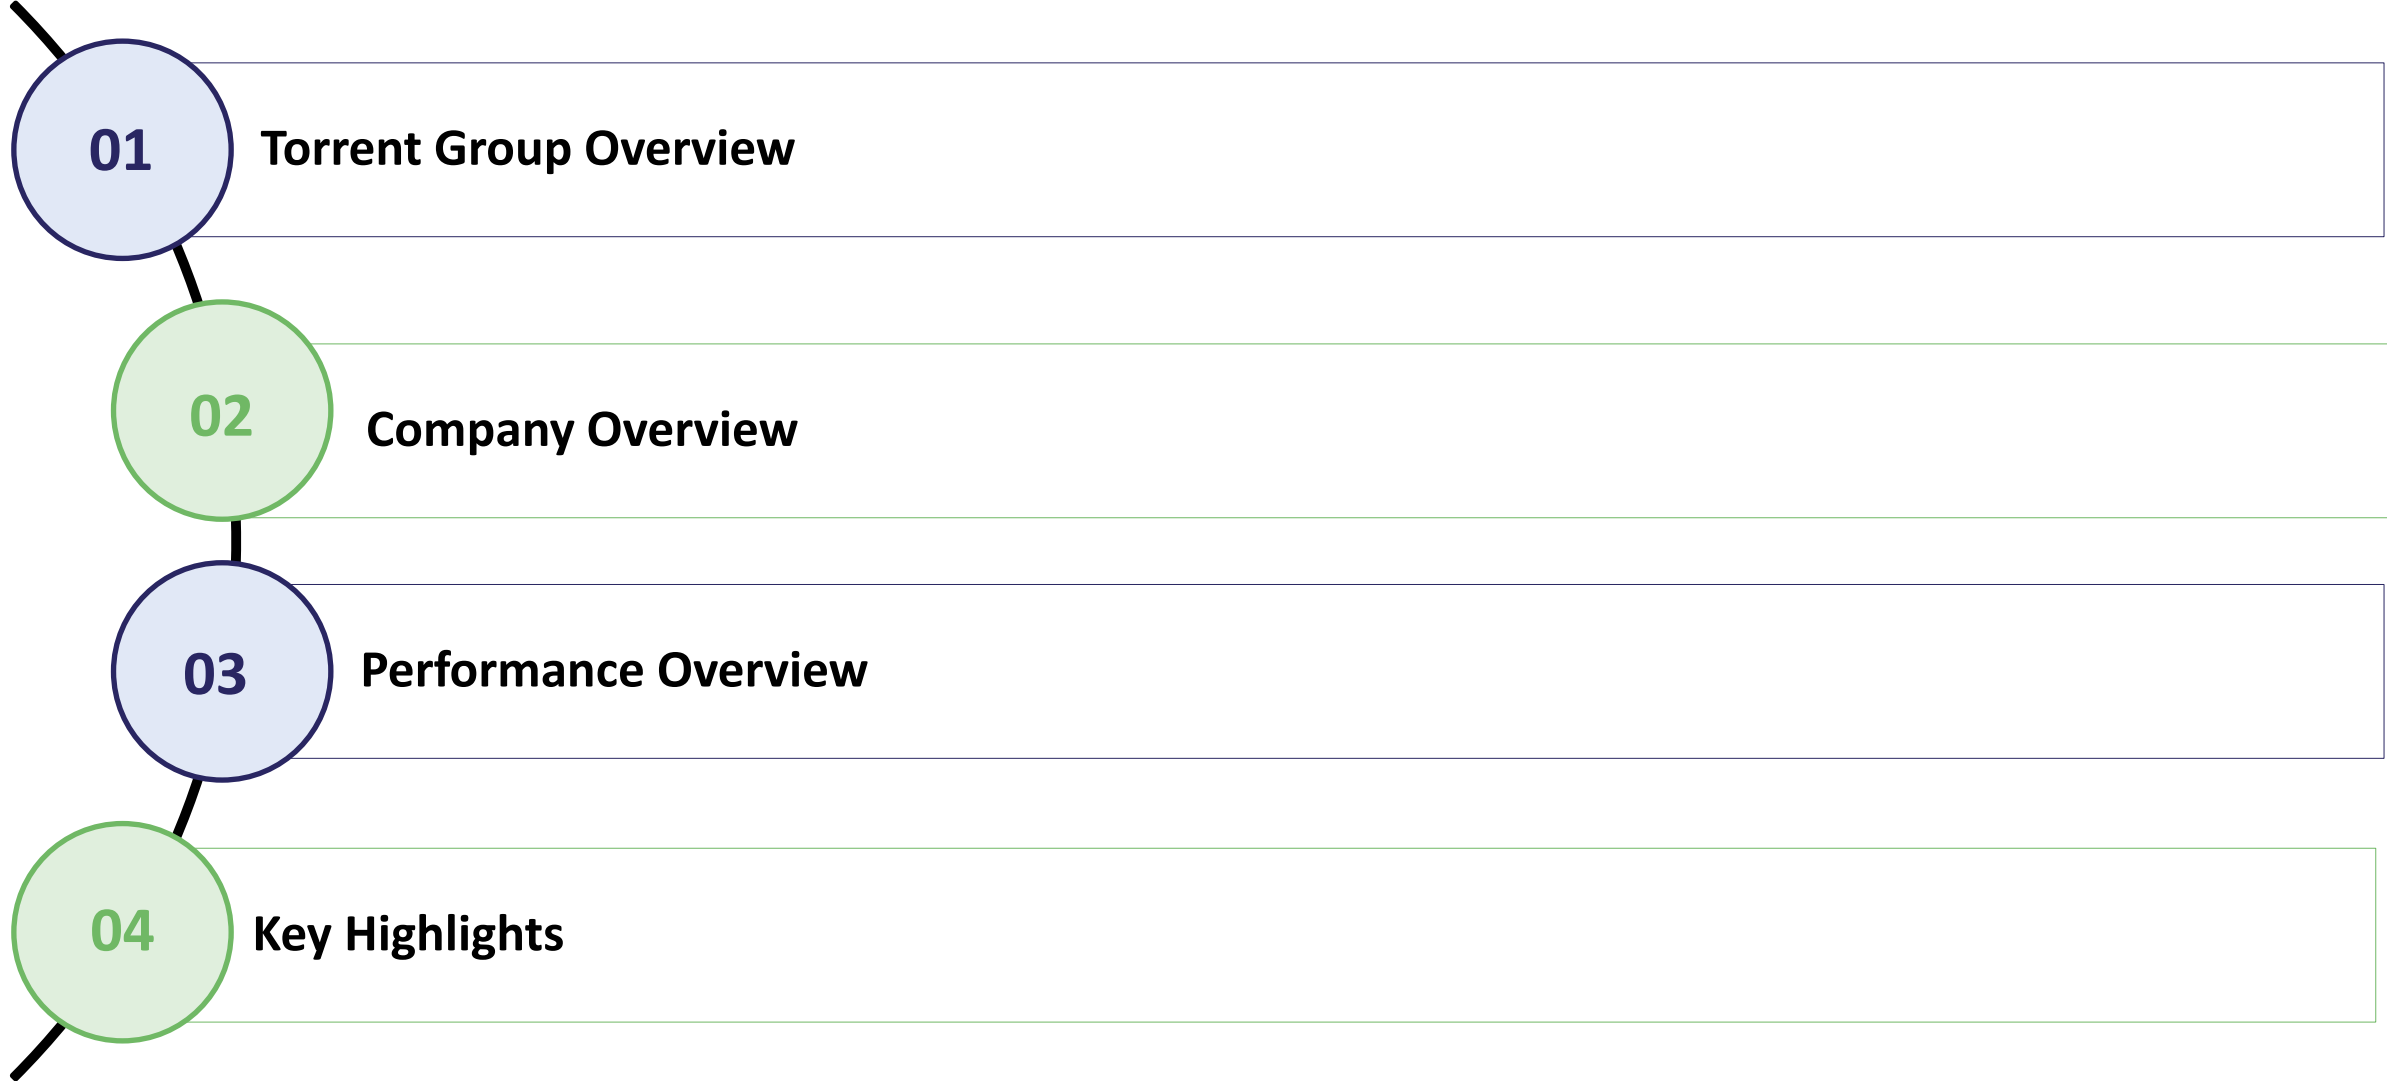 01
Torrent Group Overview
02
Company Overview
03
Performance Overview
04
Key Highlights